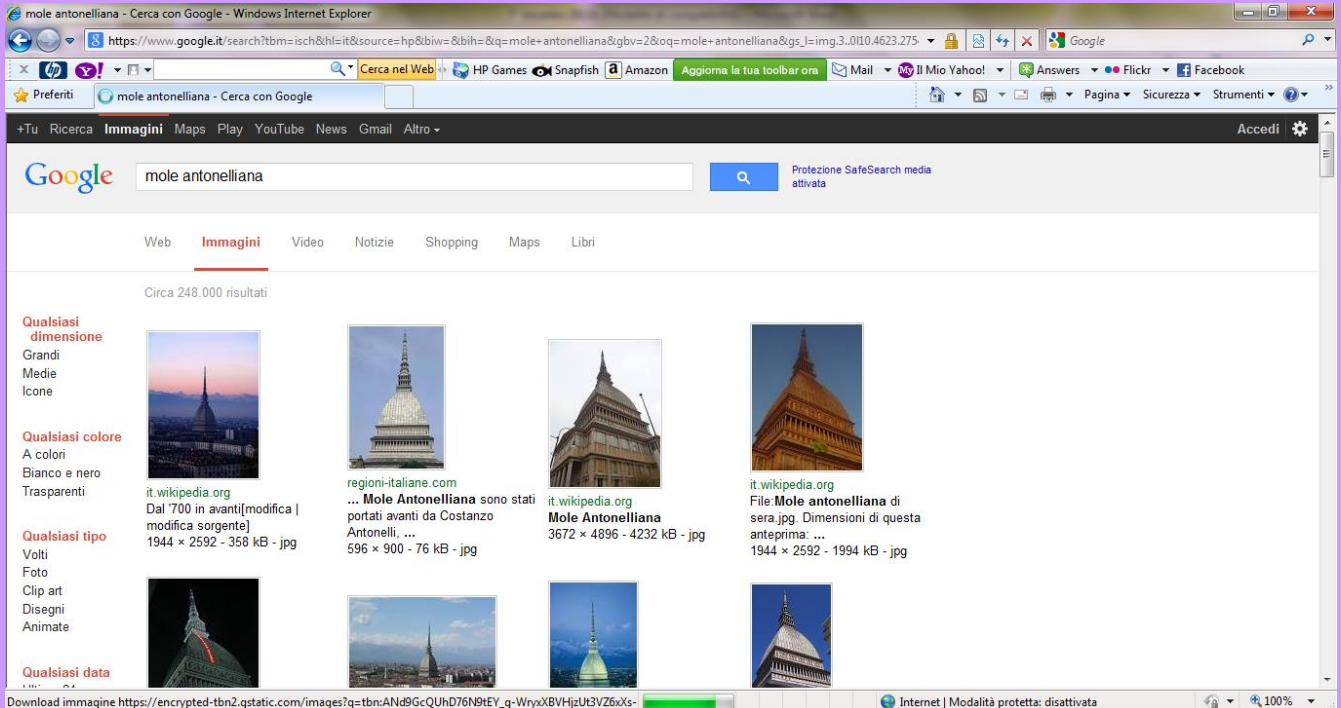 mole antonelliana - Cerca con Google - Windows Internet Explorer
https://www.google.it/search?tbm=isch&hl=it&source=hp&biw=&bih=&q=mole+antonelliana&gbv=2&oq=mole+antonelliana&gs_l=img.3..0l10.4623.275
Google
Cerca nel Web HP Games Snapfish Amazon Aggiorna la tua toolbar ora Mail Il Mio Yahoo! Answers Flickr Facebook
Preferiti mole antonelliana - Cerca con Google Pagina Sicurezza Strumenti
+Tu Ricerca Immagini Maps Play YouTube News Gmail Altro Accedi
Google mole antonelliana Protezione SafeSearch media
attivata
Web Immagini Video Notizie Shopping Maps Libri
Circa 248.000 risultati
Qualsiasi
dimensione
Grandi
Medie
Icone
Qualsiasi colore
A colori
Bianco e nero
Trasparenti
Qualsiasi tipo
Volti
Foto
Clip art
Disegni
Animate
Qualsiasi data
it.wikipedia.org
Dal '700 in avanti[modifica |
modifica sorgente]
1944 × 2592 - 358 kB - jpg
regioni-italiane.com
... Mole Antonelliana sono stati
portati avanti da Costanzo
Antonelli, ...
596 × 900 - 76 kB - jpg
it.wikipedia.org
Mole Antonelliana
3672 × 4896 - 4232 kB - jpg
it.wikipedia.org
File:Mole antonelliana di
sera.jpg. Dimensioni di questa
anteprima: ...
1944 × 2592 - 1994 kB - jpg
Download immagine https://encrypted-tbn2.gstatic.com/images?q=tbn:ANd9GcQUhD76N9tEY_q-WryxXBVHjzUt3VZ6xXs- Internet | Modalità protetta: disattivata 100%